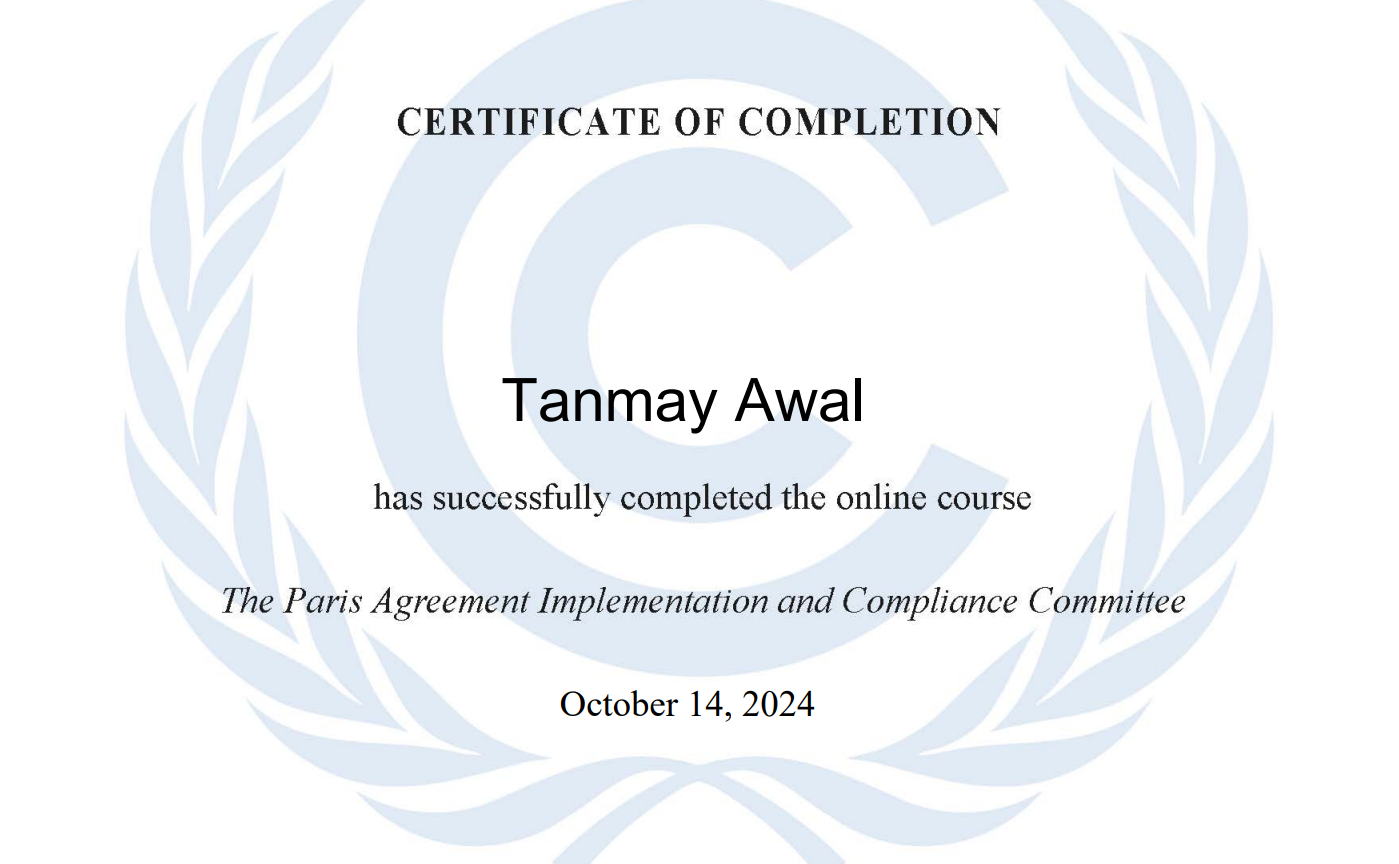 CERTIFICATE OF COMPLETION
Tanmay Awal
has successfully completed the online course
The Paris Agreement Implementation and Compliance Committee
October 14, 2024